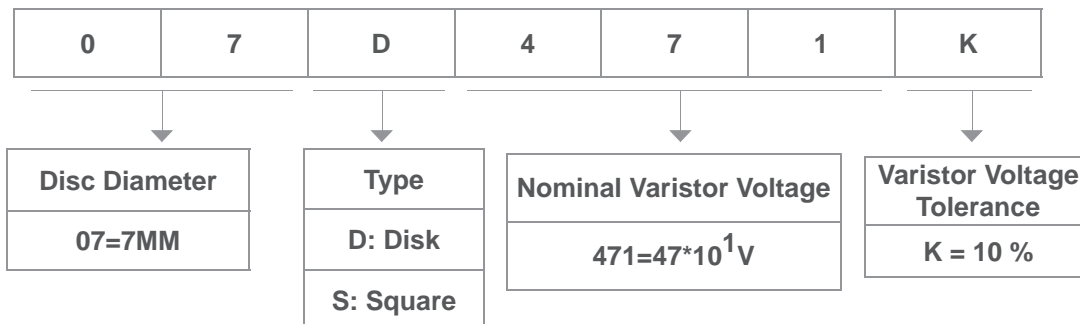 0 7 D 4 7 1 K
Disc Diameter
07=7MM
Type
D: Disk
S: Square
Nominal Varistor Voltage
471=47*10¹V
Varistor Voltage
Tolerance
K = 10 %